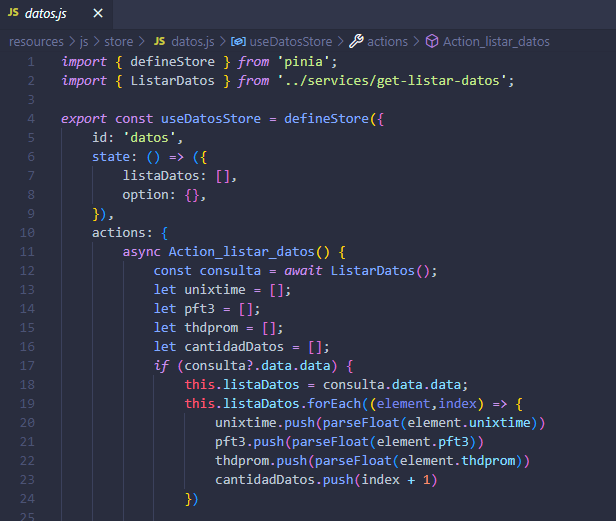 JS datos.js ×
resources > js > store > JS datos.js > useDatosStore > actions > Action_listar_datos
1 import { defineStore } from 'pinia';
2 import { ListarDatos } from '../services/get-listar-datos';
3
4 export const useDatosStore = defineStore({
5     id: 'datos',
6     state: () => ({
7         listaDatos: [],
8         option: {},
9     }),
10     actions: {
11         async Action_listar_datos() {
12             const consulta = await ListarDatos();
13             let unixtime = [];
14             let pft3 = [];
15             let thdprom = [];
16             let cantidadDatos = [];
17             if (consulta?.data.data) {
18                 this.listaDatos = consulta.data.data;
19                 this.listaDatos.forEach((element,index) => {
20                     unixtime.push(parseFloat(element.unixtime))
21                     pft3.push(parseFloat(element.pft3))
22                     thdprom.push(parseFloat(element.thdprom))
23                     cantidadDatos.push(index + 1)
24                 })
25